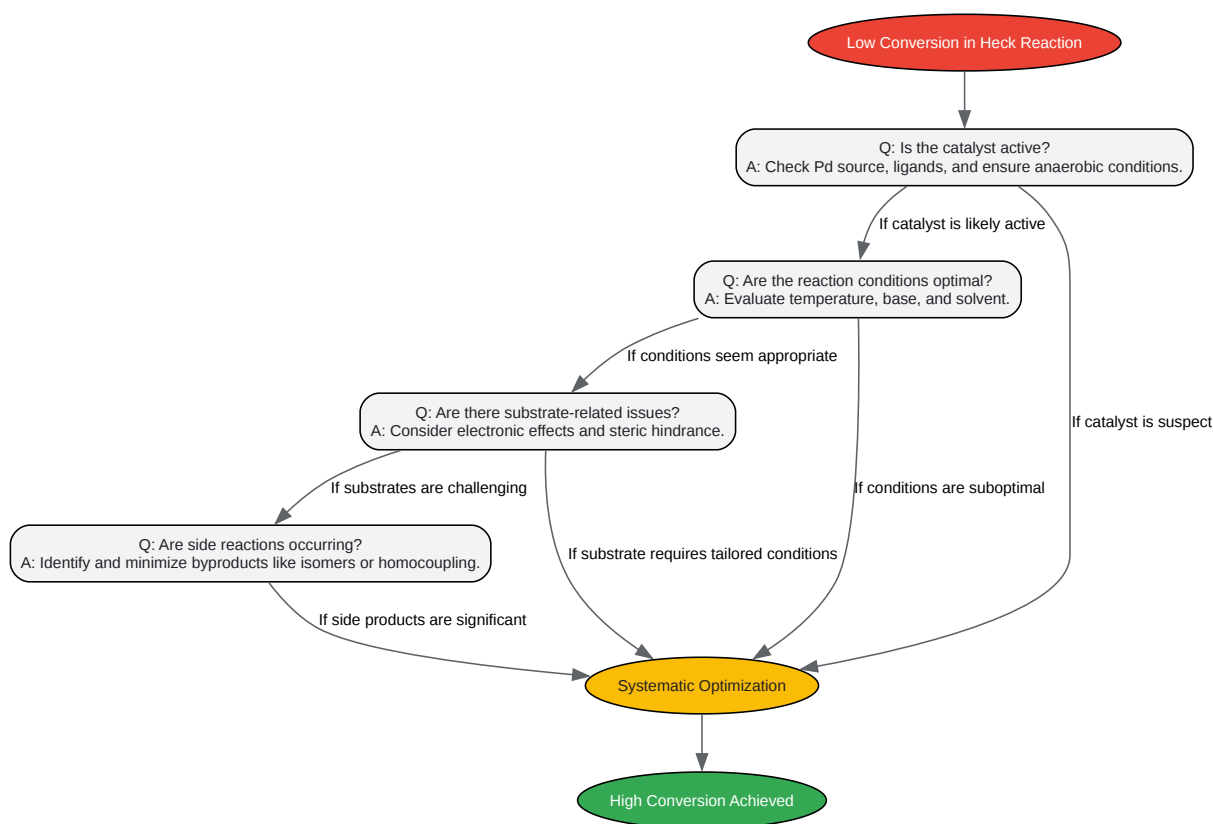 Low Conversion in Heck Reaction
Q: Is the catalyst active?
A: Check Pd source, ligands, and ensure anaerobic conditions.
If catalyst is likely active
Q: Are the reaction conditions optimal?
A: Evaluate temperature, base, and solvent.
If conditions seem appropriate
Q: Are there substrate-related issues?
A: Consider electronic effects and steric hindrance.
If catalyst is suspect
If substrates are challenging
If conditions are suboptimal
Q: Are side reactions occurring?
A: Identify and minimize byproducts like isomers or homocoupling.
If substrate requires tailored conditions
If side products are significant
Systematic Optimization
High Conversion Achieved